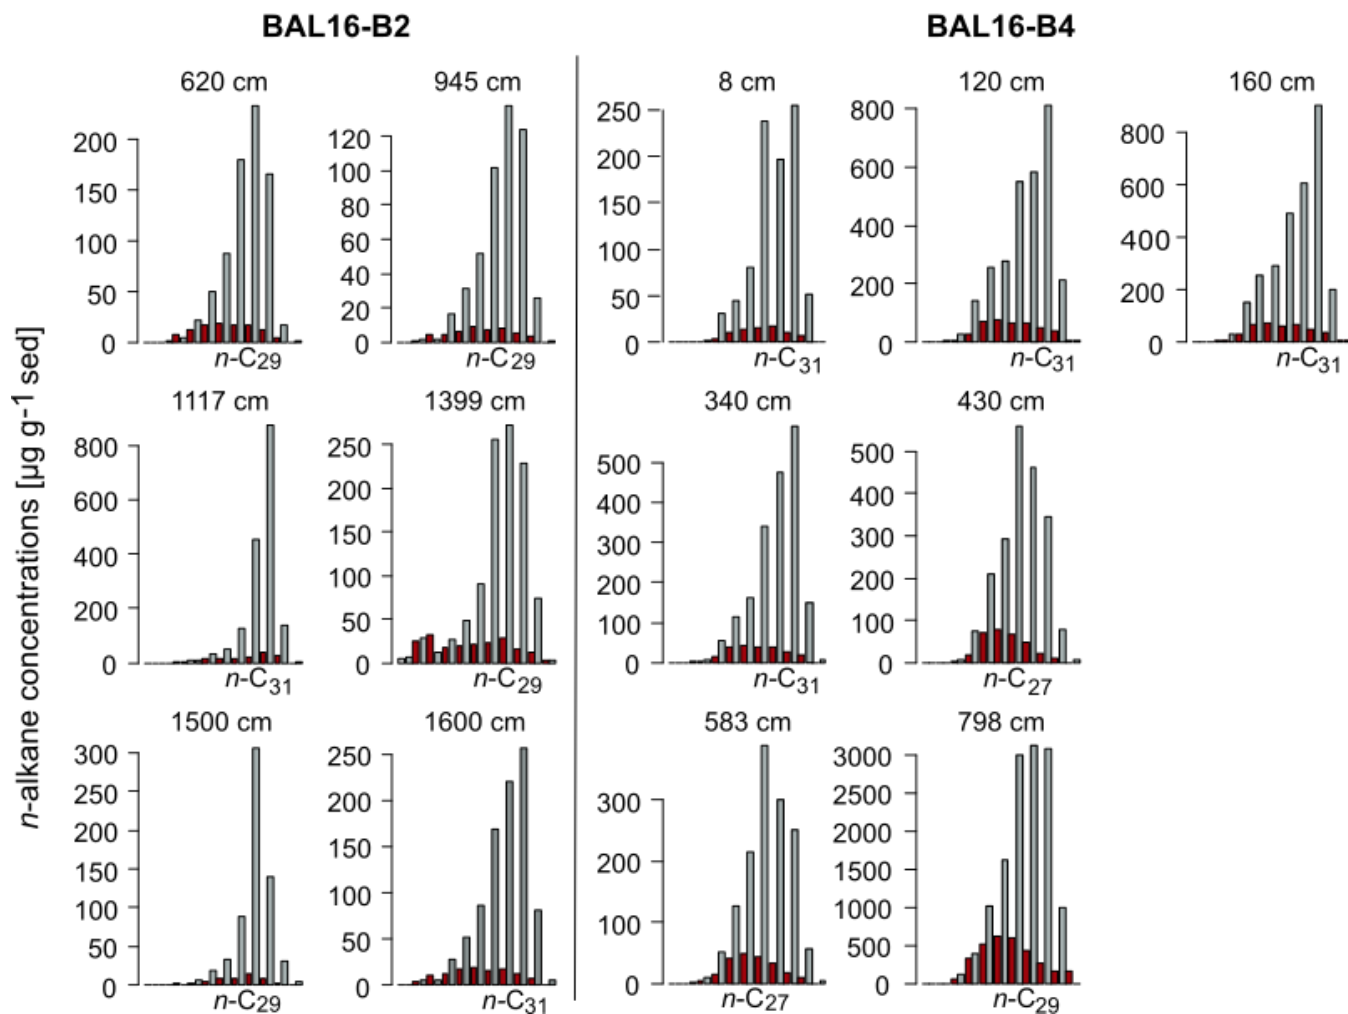 BAL16-B2
BAL16-B4
n-alkane concentrations [µg g-1 sed]
620 cm
200
150
100
50
0
n-C29
945 cm
120
100
80
60
40
20
0
n-C29
8 cm
250
200
150
100
50
0
n-C31
120 cm
800
600
400
200
0
n-C31
160 cm
800
600
400
200
0
n-C31
1117 cm
800
600
400
200
0
n-C31
1399 cm
250
200
150
100
50
0
n-C29
340 cm
500
400
300
200
100
0
n-C31
430 cm
500
400
300
200
100
0
n-C27
1500 cm
300
250
200
150
100
50
0
n-C29
1600 cm
250
200
150
100
50
0
n-C31
583 cm
300
200
100
0
n-C27
798 cm
3000
2500
2000
1500
1000
500
0
n-C29